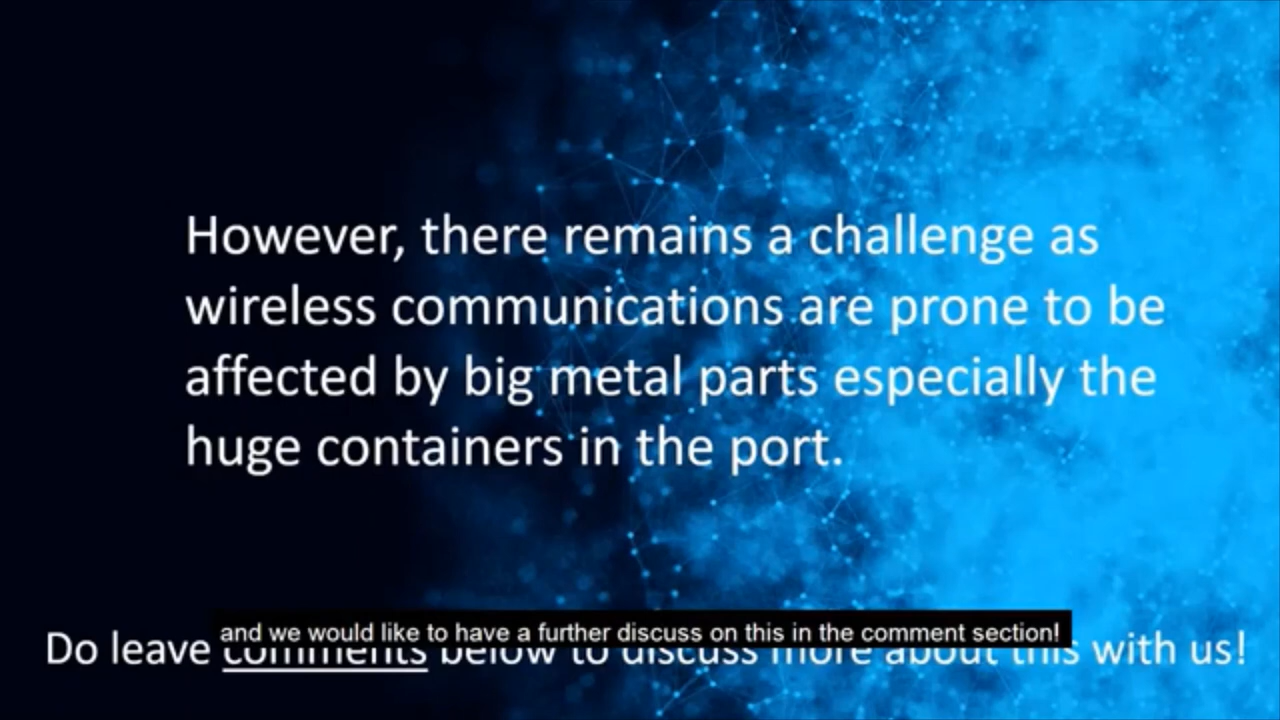 However, there remains a challenge as
wireless communications are prone to be
affected by big metal parts especially the
huge containers in the port.
and we would like to have a further discuss on this in the comment section!
Do leave comments below to discuss more about this with us!